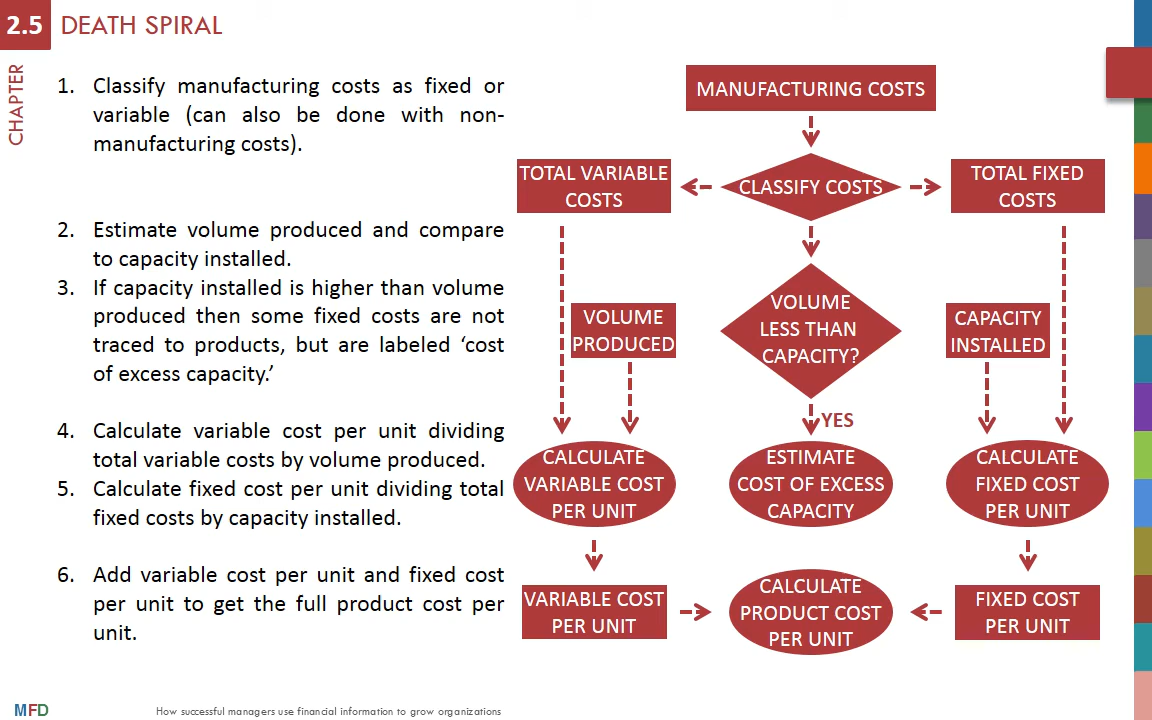 2.5 DEATH SPIRAL
CHAPTER
1. Classify manufacturing costs as fixed or
variable (can also be done with non-
manufacturing costs).
2. Estimate volume produced and compare
to capacity installed.
3. If capacity installed is higher than volume
produced then some fixed costs are not
traced to products, but are labeled ‘cost
of excess capacity.’
4. Calculate variable cost per unit dividing
total variable costs by volume produced.
5. Calculate fixed cost per unit dividing total
fixed costs by capacity installed.
6. Add variable cost per unit and fixed cost
per unit to get the full product cost per
unit.
MANUFACTURING COSTS
TOTAL VARIABLE
COSTS
CLASSIFY COSTS
TOTAL FIXED
COSTS
VOLUME
PRODUCED
VOLUME
LESS THAN
CAPACITY?
CAPACITY
INSTALLED
YES
CALCULATE
VARIABLE COST
PER UNIT
ESTIMATE
COST OF EXCESS
CAPACITY
CALCULATE
FIXED COST
PER UNIT
VARIABLE COST
PER UNIT
CALCULATE
PRODUCT COST
PER UNIT
FIXED COST
PER UNIT
MFD
How successful managers use financial information to grow organizations